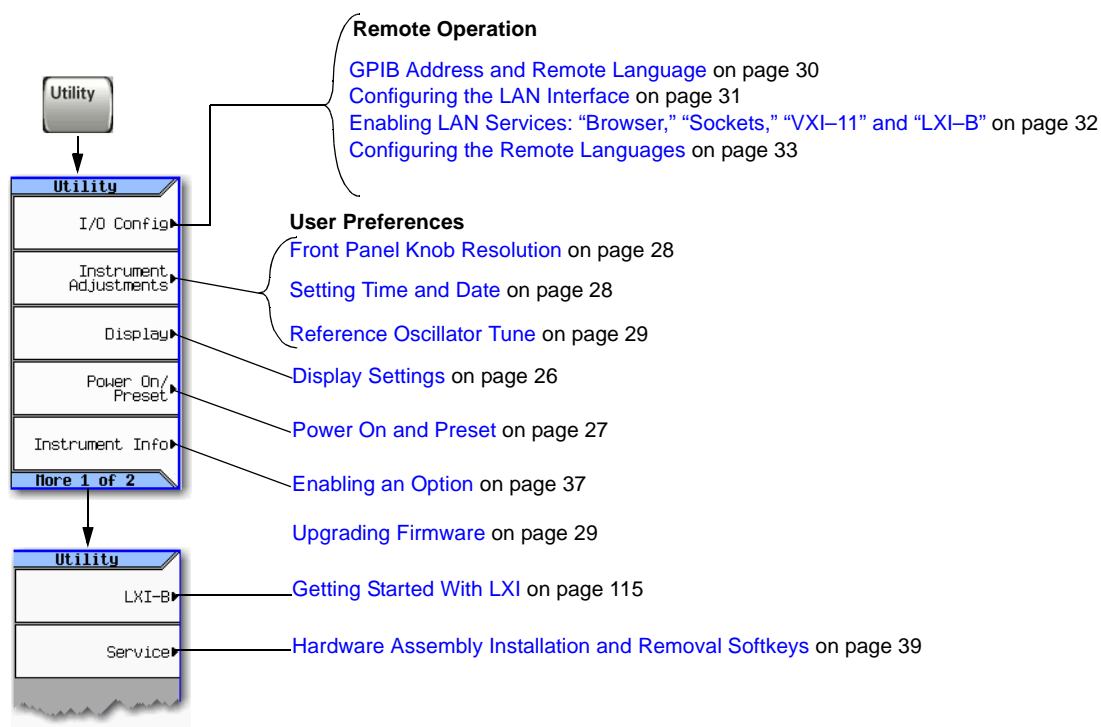 Remote Operation
GPIB Address and Remote Language on page 30
Configuring the LAN Interface on page 31
Enabling LAN Services: “Browser,” “Sockets,” “VXI–11” and “LXI–B” on page 32
Configuring the Remote Languages on page 33
Utility
Utility
I/O Config
Instrument
Adjustments
Display
Power On/
Preset
Instrument Info
More 1 of 2
User Preferences
Front Panel Knob Resolution on page 28
Setting Time and Date on page 28
Reference Oscillator Tune on page 29
Display Settings on page 26
Power On and Preset on page 27
Enabling an Option on page 37
Upgrading Firmware on page 29
Utility
LXI-B
Service
Getting Started With LXI on page 115
Hardware Assembly Installation and Removal Softkeys on page 39